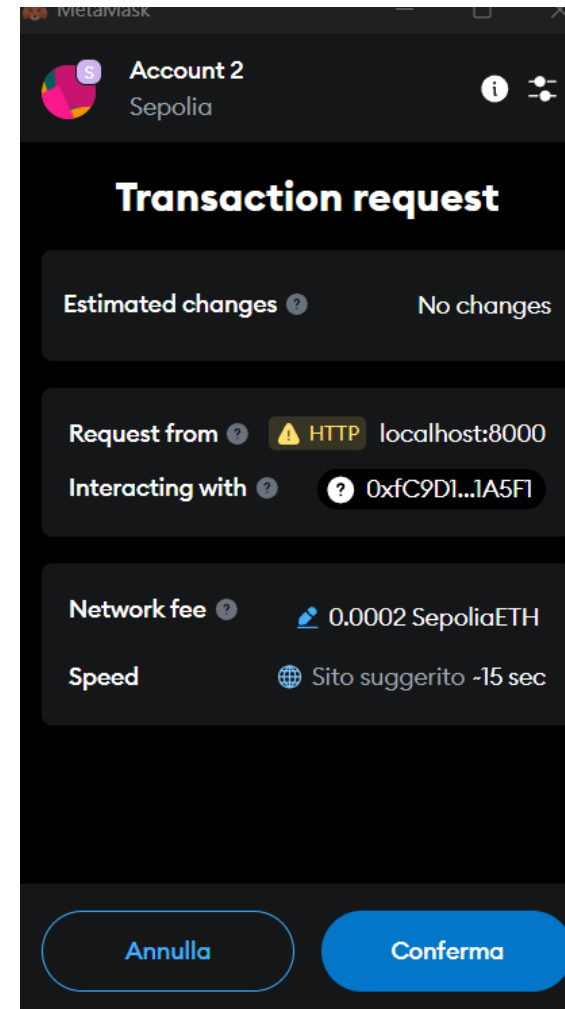 MetaMask
S
Account 2
Sepolia
Transaction request
Estimated changes ? No changes
Request from ? HTTP localhost:8000
Interacting with ? ? 0xfC9D1...1A5F1
Network fee ? 0.0002 SepoliaETH
Speed Sito suggerito ~15 sec
Annulla Conferma